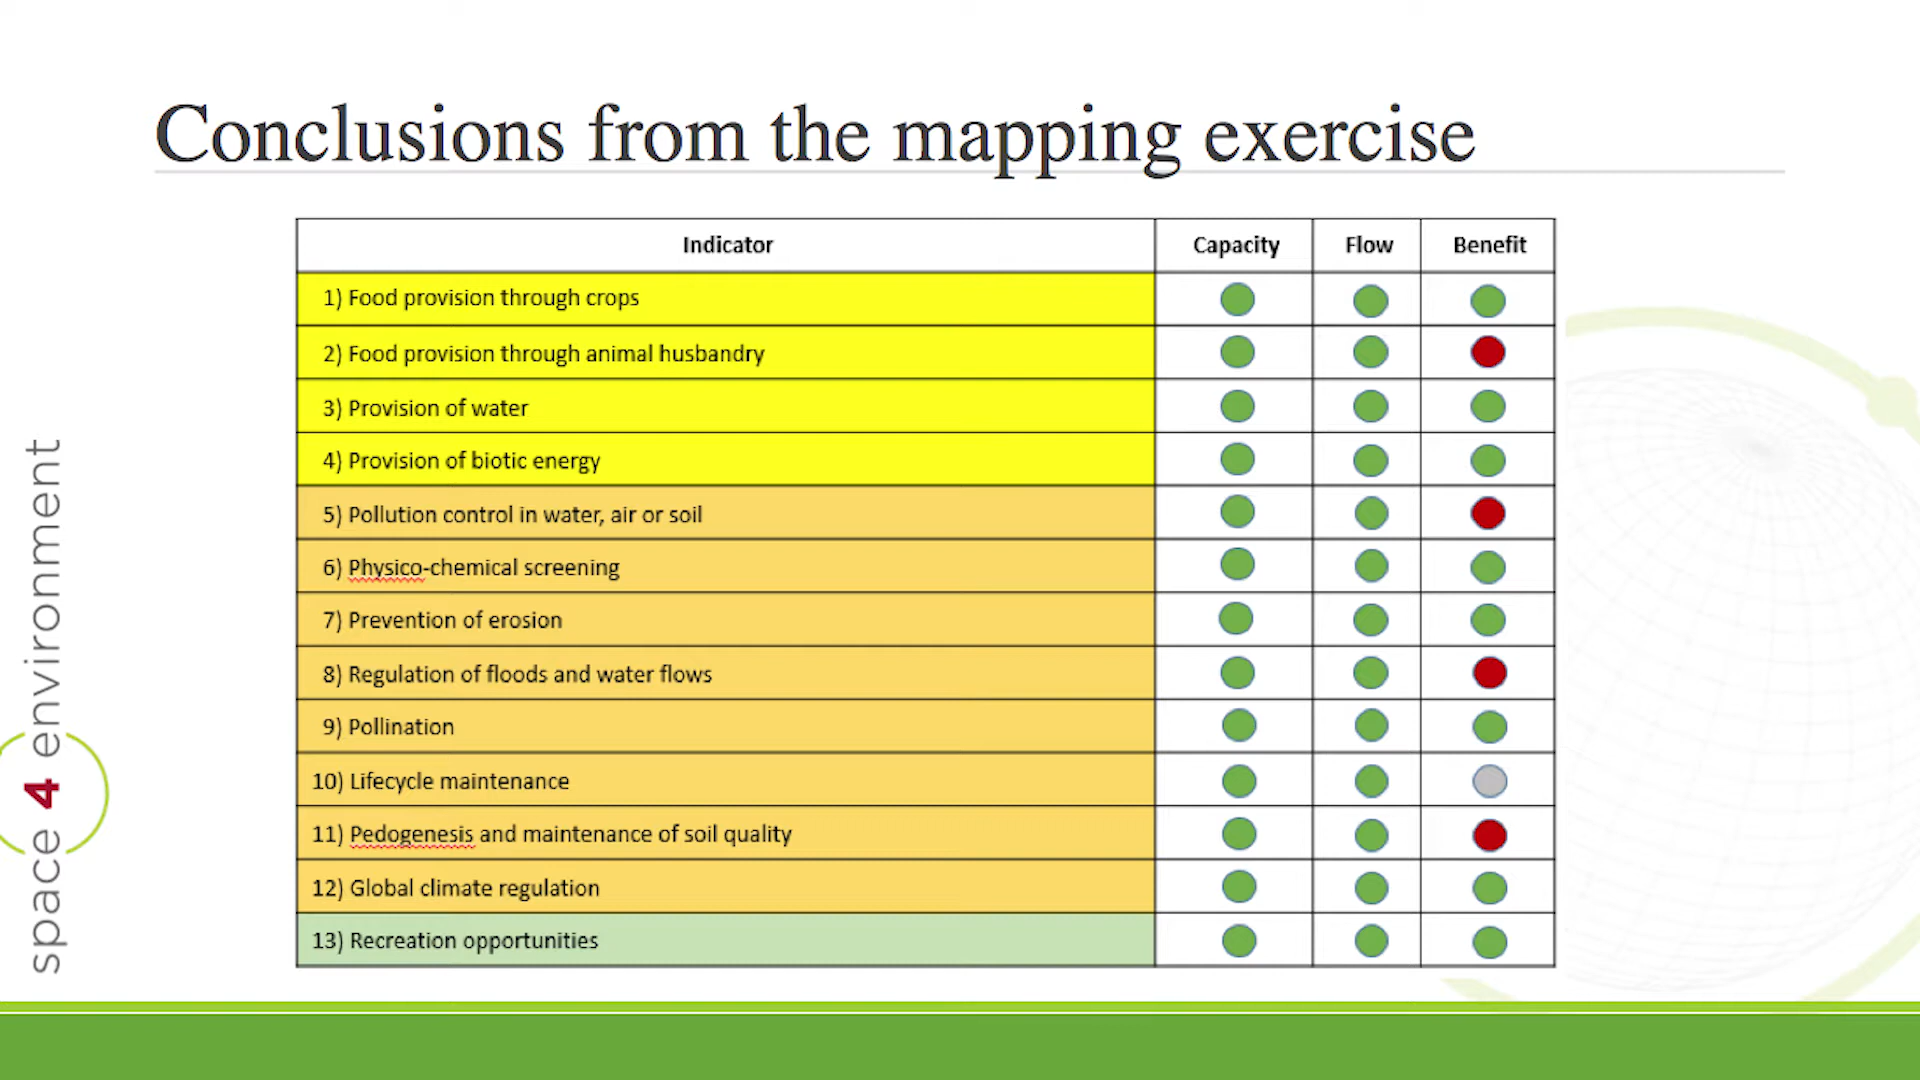 Conclusions from the mapping exercise
Indicator Capacity Flow Benefit
1) Food provision through crops
2) Food provision through animal husbandry
3) Provision of water
4) Provision of biotic energy
5) Pollution control in water, air or soil
6) Physico-chemical screening
7) Prevention of erosion
8) Regulation of floods and water flows
9) Pollination
10) Lifecycle maintenance
11) Pedogenesis and maintenance of soil quality
12) Global climate regulation
13) Recreation opportunities
space 4 environment